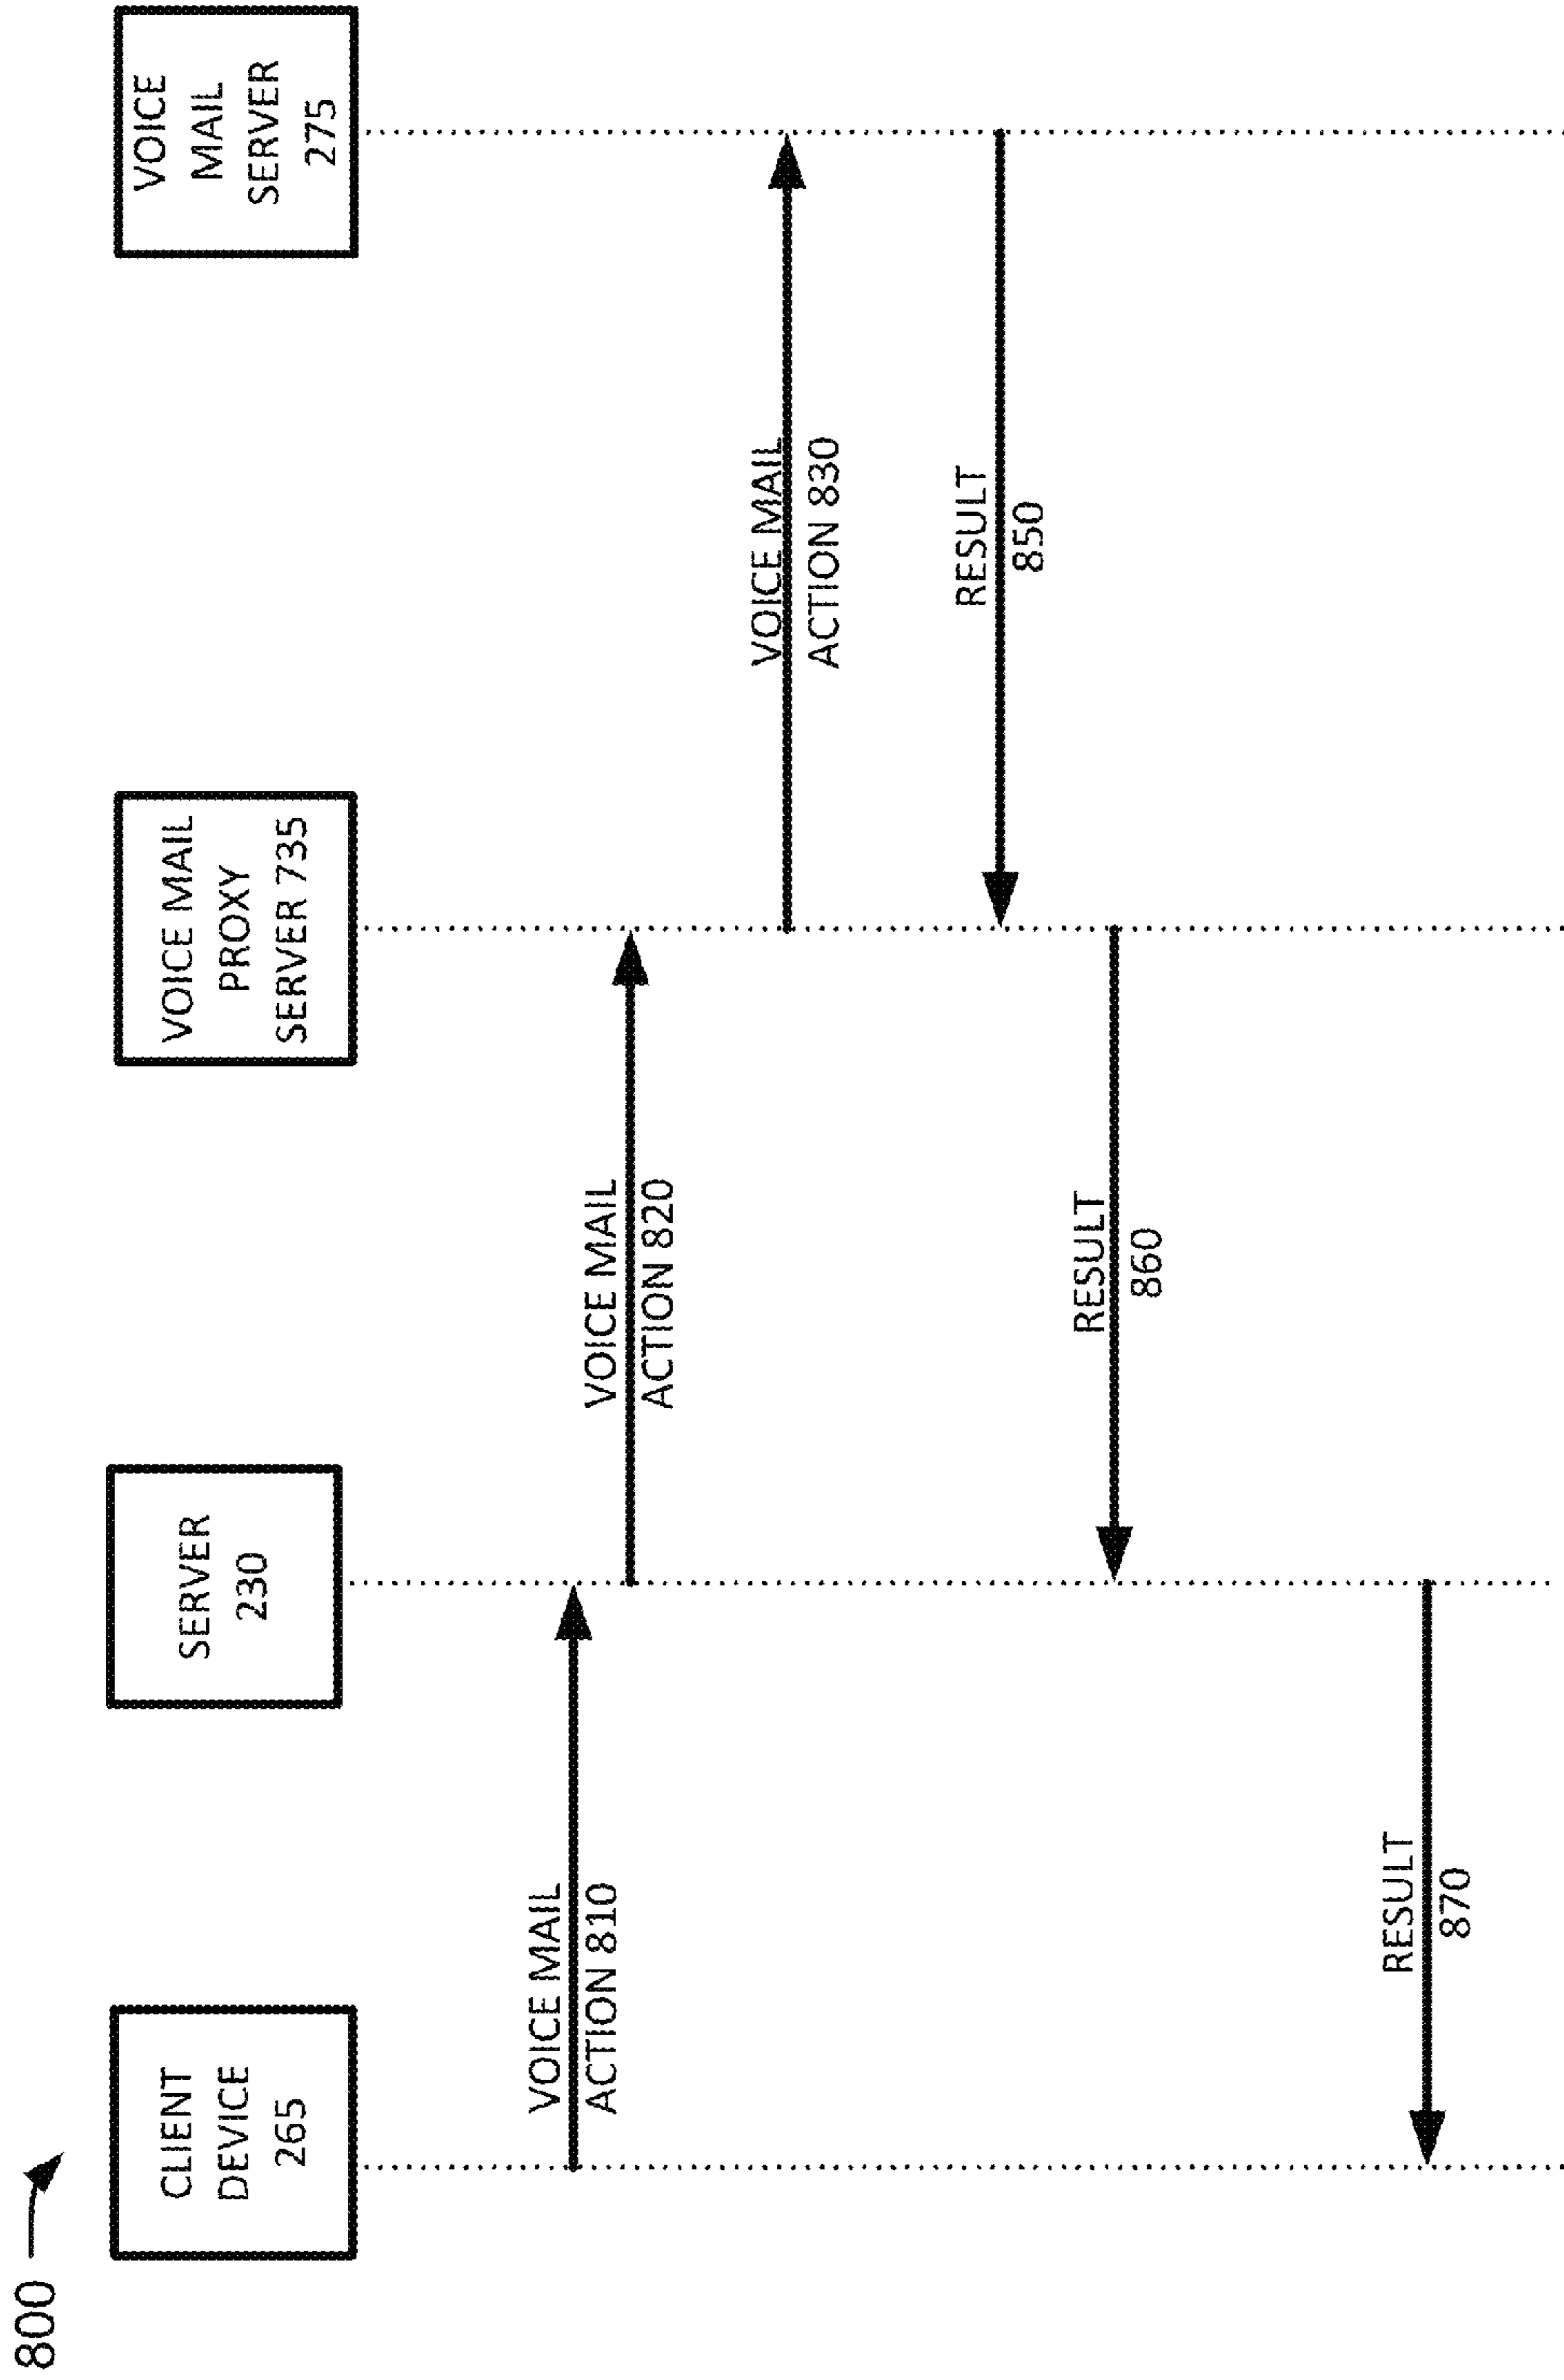 800
CLIENT
DEVICE
265
SERVER
230
VOICE MAIL
PROXY
SERVER 735
VOICE
MAIL
SERVER
275
VOICE MAIL
ACTION 810
VOICE MAIL
ACTION 820
VOICE MAIL
ACTION 830
RESULT
850
RESULT
860
RESULT
870